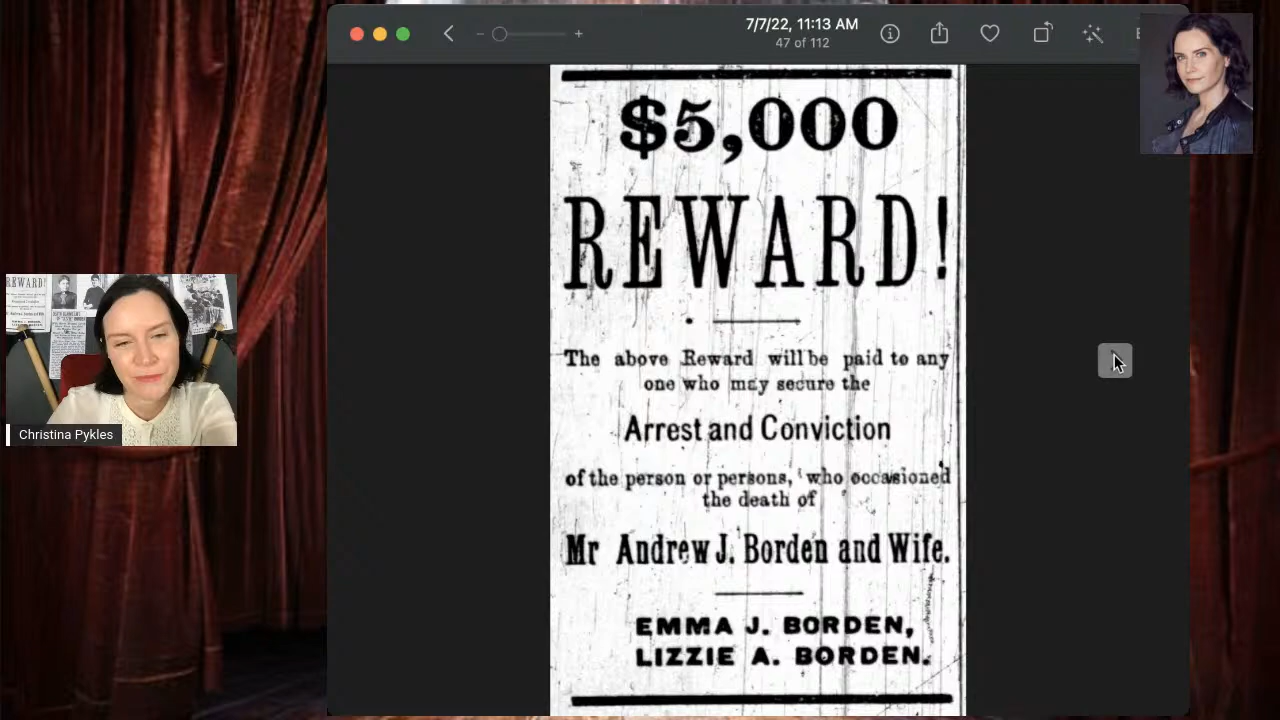 7/7/22, 11:13 AM
47 of 112
$5,000
REWARD!
The above Reward will be paid to any
one who may secure the
Arrest and Conviction
of the person or persons, who occasioned
the death of
Mr Andrew J. Borden and Wife.
EMMA J. BORDEN,
LIZZIE A. BORDEN.
REWARD!
Christina Pykles